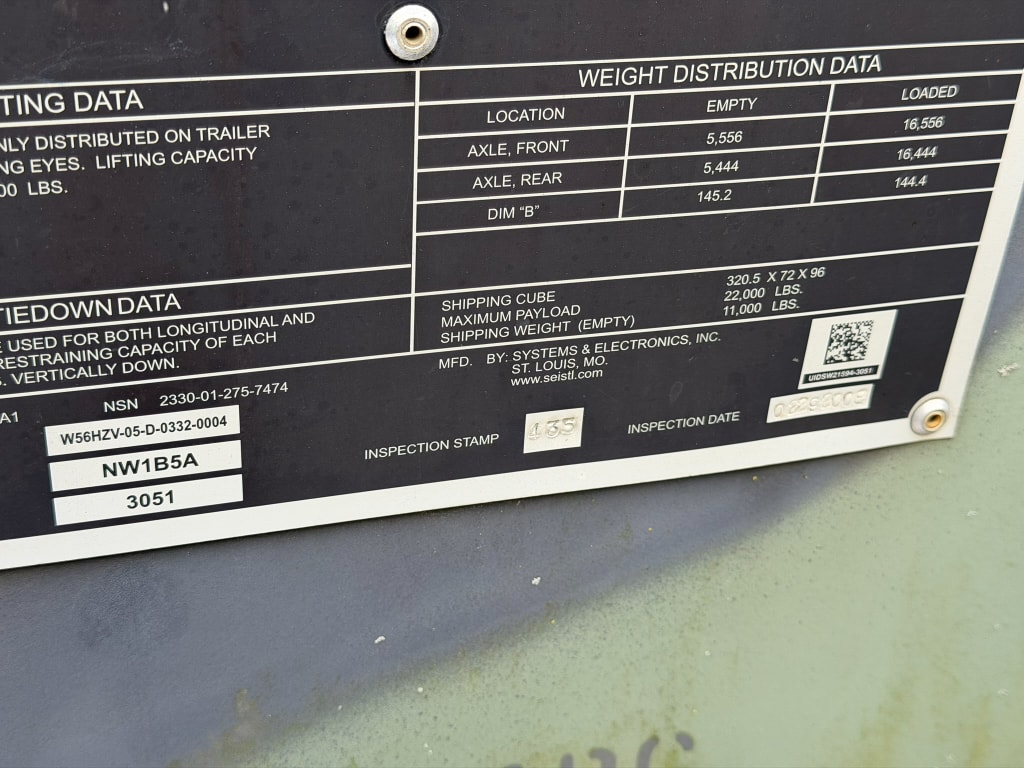 TING DATA
NLY DISTRIBUTED ON TRAILER
NG EYES. LIFTING CAPACITY
00 LBS.
WEIGHT DISTRIBUTION DATA
LOCATION EMPTY LOADED
AXLE, FRONT 5,556 16,556
AXLE, REAR 5,444 16,444
DIM "B" 145.2 144.4
TIEDOWN DATA
E USED FOR BOTH LONGITUDINAL AND
RESTRAINING CAPACITY OF EACH
S. VERTICALLY DOWN.
SHIPPING CUBE 320.5 X 72 X 96
MAXIMUM PAYLOAD 22,000 LBS.
SHIPPING WEIGHT (EMPTY) 11,000 LBS.
MFD. BY: SYSTEMS & ELECTRONICS, INC.
ST. LOUIS, MO.
www.seistl.com
UIDSW21594-3051
A1 NSN 2330-01-275-7474
W56HZV-05-D-0332-0004
NW1B5A
3051
INSPECTION STAMP 435
INSPECTION DATE